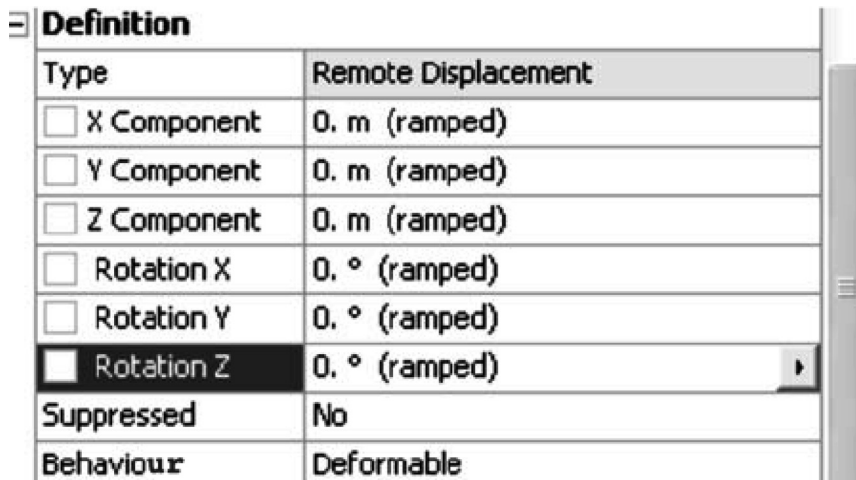 Definition
Type Remote Displacement
X Component 0. m (ramped)
Y Component 0. m (ramped)
Z Component 0. m (ramped)
Rotation X 0. ° (ramped)
Rotation Y 0. ° (ramped)
Rotation Z 0. ° (ramped)
Suppressed No
Behaviour Deformable